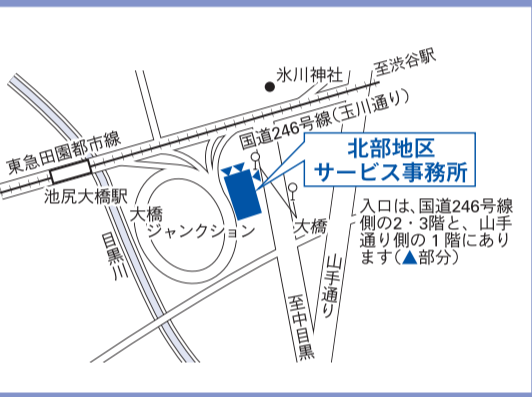 氷川神社
至渋谷駅
国道246号線(玉川通り)
東急田園都市線
池尻大橋駅
北部地区
サービス事務所
大橋
ジャンクション
大橋
目黒川
山手通り
至中目黒
入口は、国道246号線
側の2・3階と、山手
通り側の1階にあり
ます(▲部分)